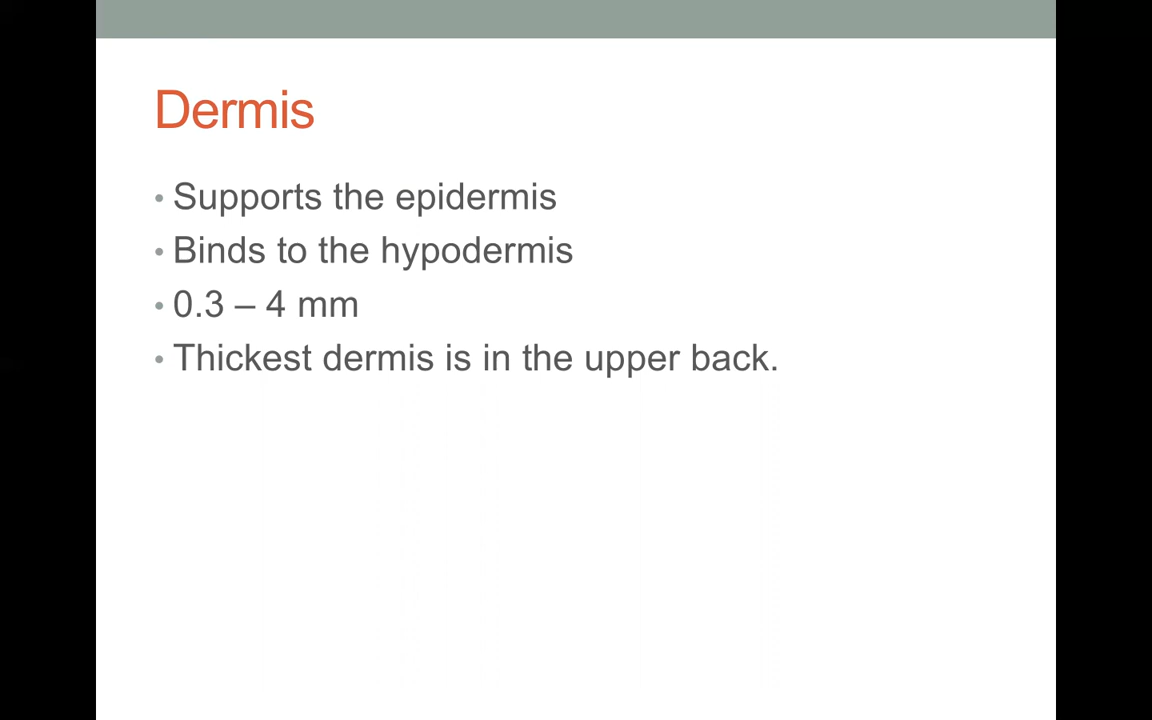 Dermis
• Supports the epidermis
• Binds to the hypodermis
• 0.3 – 4 mm
• Thickest dermis is in the upper back.